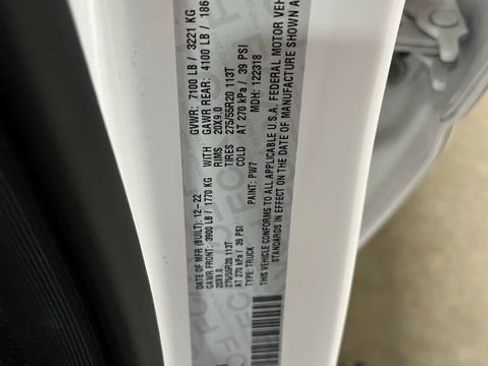 DATE OF MFR (BUILT): 12-22 GVWR: 7100 LB / 3221 KG
GAWR FRONT: 3900 LB / 1770 KG WITH GAWR REAR: 4100 LB / 186
20X9.0 RIMS 20X9.0
275/55R20 113T TIRES 275/55R20 113T
AT 270 kPa / 39 PSI COLD AT 270 kPa / 39 PSI
TYPE: TRUCK PAINT: PW7 MDH: 122318
THIS VEHICLE CONFORMS TO ALL APPLICABLE U.S.A. FEDERAL MOTOR VEH
STANDARDS IN EFFECT ON THE DATE OF MANUFACTURE SHOWN A